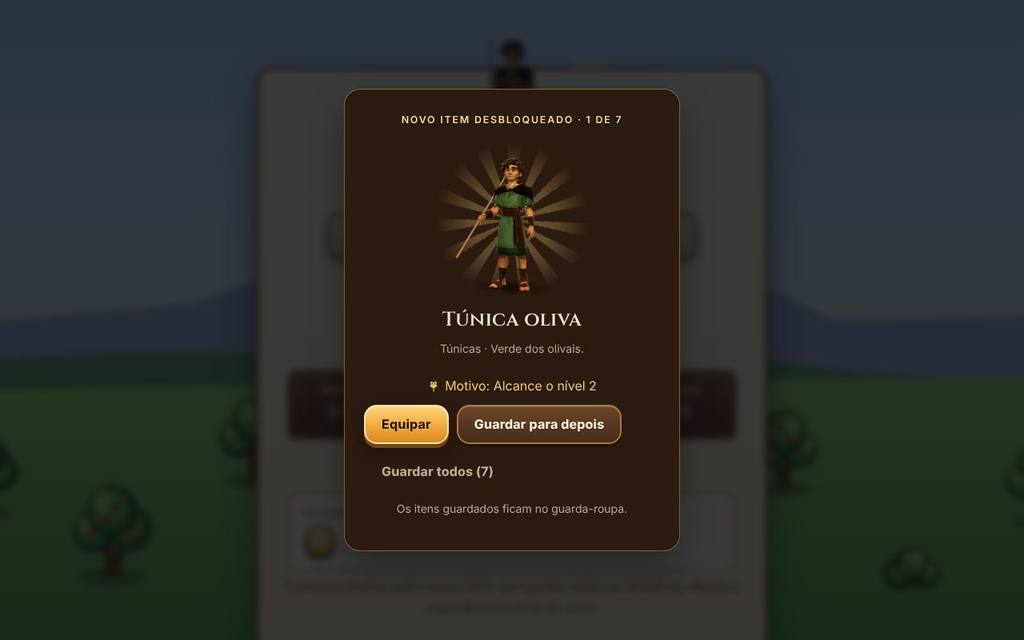 NOVO ITEM DESBLOQUEADO · 1 DE 7
Túnica oliva
Túnicas · Verde dos olivais.
Motivo: Alcance o nível 2
Equipar
Guardar para depois
Guardar todos (7)
Os itens guardados ficam no guarda-roupa.